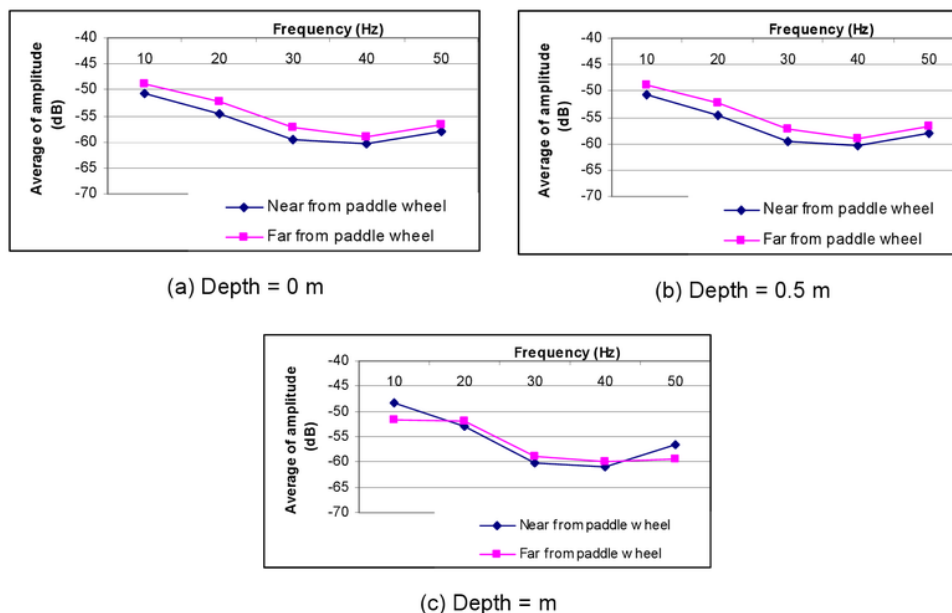 Frequency (Hz)
Average of amplitude
(dB)
-40
-45
-50
-55
-60
-65
-70
10 20 30 40 50
Near from paddle wheel
Far from paddle wheel
(a) Depth = 0 m
Frequency (Hz)
Average of amplitude
(dB)
-40
-45
-50
-55
-60
-65
-70
10 20 30 40 50
Near from paddle wheel
Far from paddle wheel
(b) Depth = 0.5 m
Frequency (Hz)
Average of amplitude
(dB)
-40
-45
-50
-55
-60
-65
-70
10 20 30 40 50
Near from paddle wheel
Far from paddle wheel
(c) Depth = m